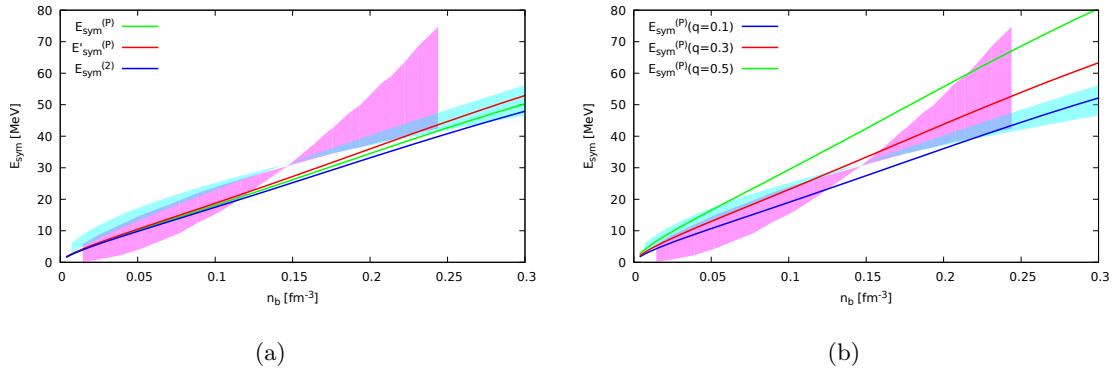 80
70
60
50
40
30
20
10
0
E_sym [MeV]
E_sym^(P)
E'_sym^(P)
E_sym^(2)
0 0.05 0.1 0.15 0.2 0.25 0.3
n_b [fm^-3]
(a)
80
70
60
50
40
30
20
10
0
E_sym [MeV]
E_sym^(P)(q=0.1)
E_sym^(P)(q=0.3)
E_sym^(P)(q=0.5)
0 0.05 0.1 0.15 0.2 0.25 0.3
n_b [fm^-3]
(b)